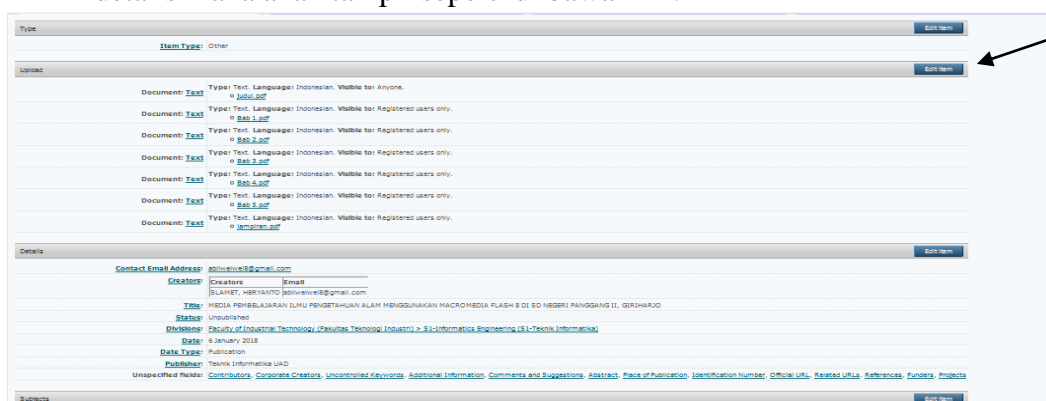 Type
Edit Item
Item Type: Other
Upload
Edit Item
Document: Text Type: Text. Language: Indonesian. Visible to: Anyone.
judul.pdf
Document: Text Type: Text. Language: Indonesian. Visible to: Registered users only.
Bab 1.pdf
Document: Text Type: Text. Language: Indonesian. Visible to: Registered users only.
Bab 2.pdf
Document: Text Type: Text. Language: Indonesian. Visible to: Registered users only.
Bab 3.pdf
Document: Text Type: Text. Language: Indonesian. Visible to: Registered users only.
Bab 4.pdf
Document: Text Type: Text. Language: Indonesian. Visible to: Registered users only.
Bab 5.pdf
Document: Text Type: Text. Language: Indonesian. Visible to: Registered users only.
lampiran.pdf
Details
Edit Item
Contact Email Address: abliweiwei8@gmail.com
Creators: Creators Email
SLAMET, HERYANTO abliweiwei8@gmail.com
Title: MEDIA PEMBELAJARAN ILMU PENGETAHUAN ALAM MENGGUNAKAN MACROMEDIA FLASH 8 DI SD NEGERI PANGGANG II, GIRIHARJO
Status: Unpublished
Divisions: Faculty of Industrial Technology (Fakultas Teknologi Industri) > S1-Informatics Engineering (S1-Teknik Informatika)
Date: 6 January 2018
Date Type: Publication
Publisher: Teknik Informatika UAD
Unspecified fields: Contributors, Corporate Creators, Uncontrolled Keywords, Additional Information, Comments and Suggestions, Abstract, Place of Publication, Identification Number, Official URL, Related URLs, References, Funders, Projects
Subjects
Edit Item